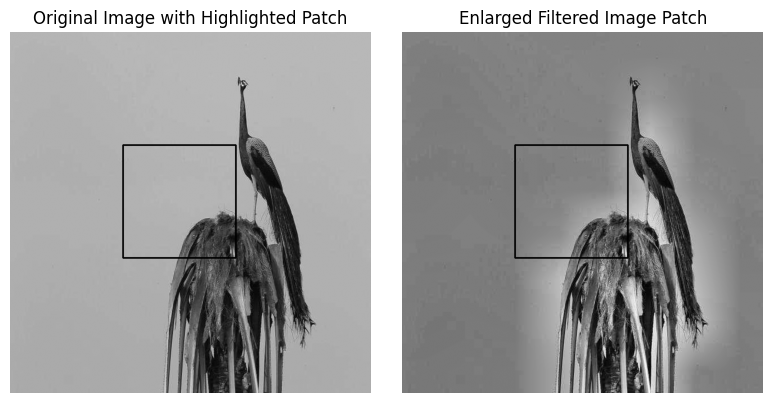 Original Image with Highlighted Patch
Enlarged Filtered Image Patch